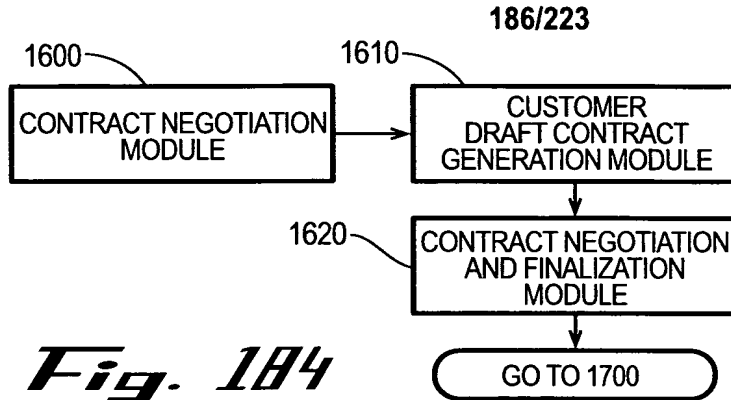 186/223
1600
CONTRACT NEGOTIATION
MODULE
1610
CUSTOMER
DRAFT CONTRACT
GENERATION MODULE
1620
CONTRACT NEGOTIATION
AND FINALIZATION
MODULE
GO TO 1700
Fig. 184